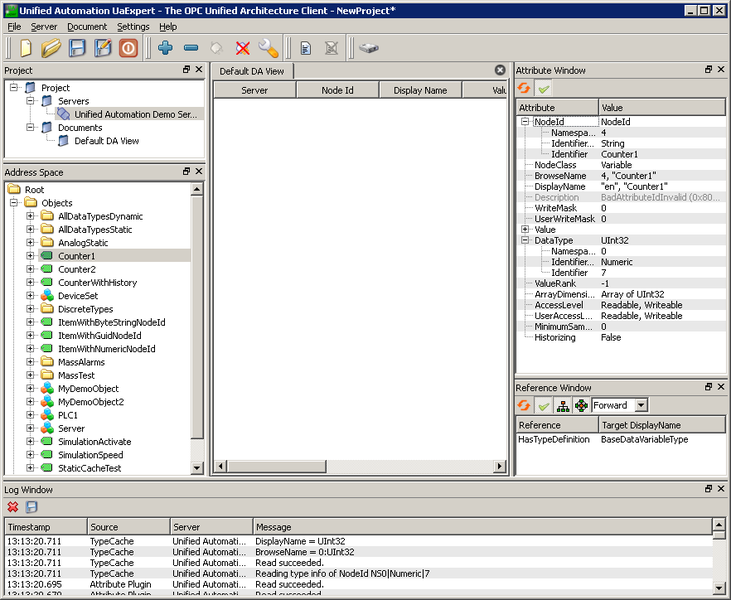 Unified Automation UaExpert - The OPC Unified Architecture Client - NewProject*
File Server Document Settings Help
Project
Project
Servers
Unified Automation Demo Ser...
Documents
Default DA View
Address Space
Root
Objects
AllDataTypesDynamic
AllDataTypesStatic
AnalogStatic
Counter1
Counter2
CounterWithHistory
DeviceSet
DiscreteTypes
ItemWithByteStringNodeId
ItemWithGuidNodeId
ItemWithNumericNodeId
MassAlarms
MassTest
MyDemoObject
MyDemoObject2
PLC1
Server
SimulationActivate
SimulationSpeed
StaticCacheTest
Default DA View
Server Node Id Display Name Valu
Attribute Window
Attribute Value
NodeId NodeId
Namespa... 4
Identifier... String
Identifier Counter1
NodeClass Variable
BrowseName 4, "Counter1"
DisplayName "en", "Counter1"
Description BadAttributeIdInvalid (0x80...
WriteMask 0
UserWriteMask 0
Value
DataType UInt32
Namespa... 0
Identifier... Numeric
Identifier 7
ValueRank -1
ArrayDimensi... Array of UInt32
AccessLevel Readable, Writeable
UserAccessL... Readable, Writeable
MinimumSam... 0
Historizing False
Reference Window
Forward
Reference Target DisplayName
HasTypeDefinition BaseDataVariableType
Log Window
Timestamp Source Server Message
13:13:20.711 TypeCache Unified Automati... DisplayName = UInt32
13:13:20.711 TypeCache Unified Automati... BrowseName = 0:UInt32
13:13:20.711 TypeCache Unified Automati... Read succeeded.
13:13:20.711 TypeCache Unified Automati... Reading type info of NodeId NS0|Numeric|7
13:13:20.695 Attribute Plugin Unified Automati... Read succeeded.
13:13:20.679 Attribute Plugin Unified Automati... Read succeeded.